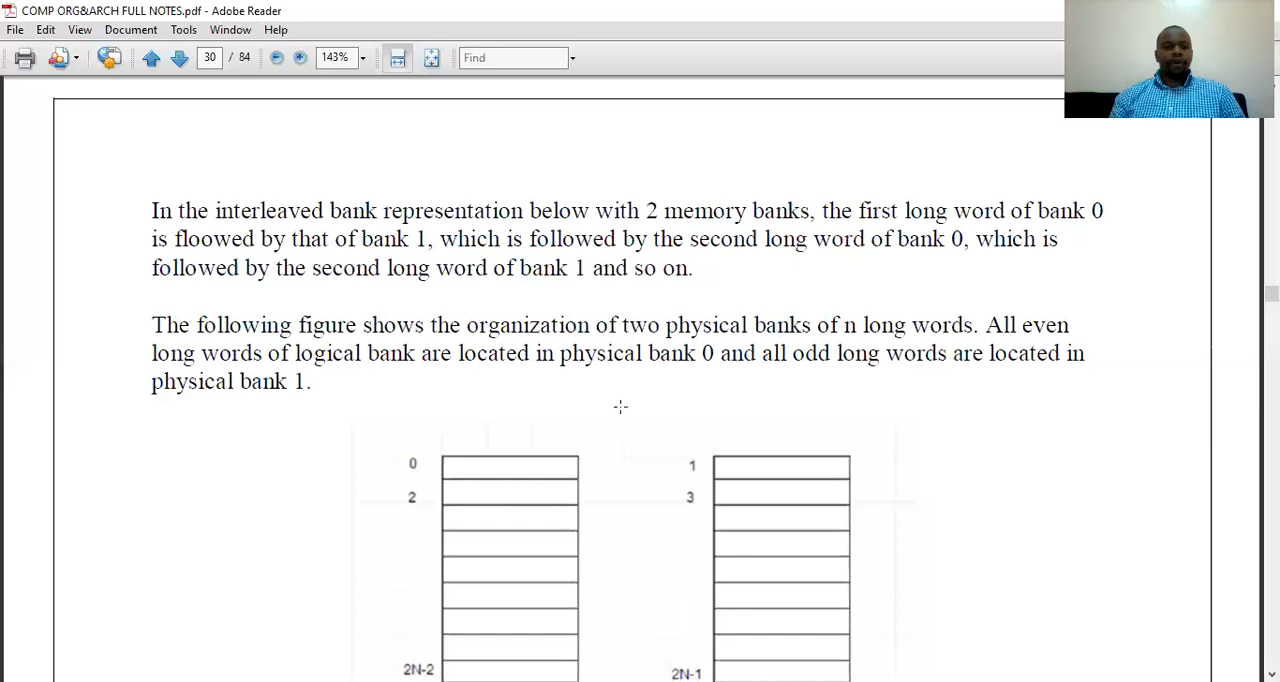 COMP ORG&ARCH FULL NOTES.pdf - Adobe Reader
File Edit View Document Tools Window Help
30 / 84 143% Find
In the interleaved bank representation below with 2 memory banks, the first long word of bank 0
is floowed by that of bank 1, which is followed by the second long word of bank 0, which is
followed by the second long word of bank 1 and so on.
The following figure shows the organization of two physical banks of n long words. All even
long words of logical bank are located in physical bank 0 and all odd long words are located in
physical bank 1.
0 1
2 3
2N-2 2N-1